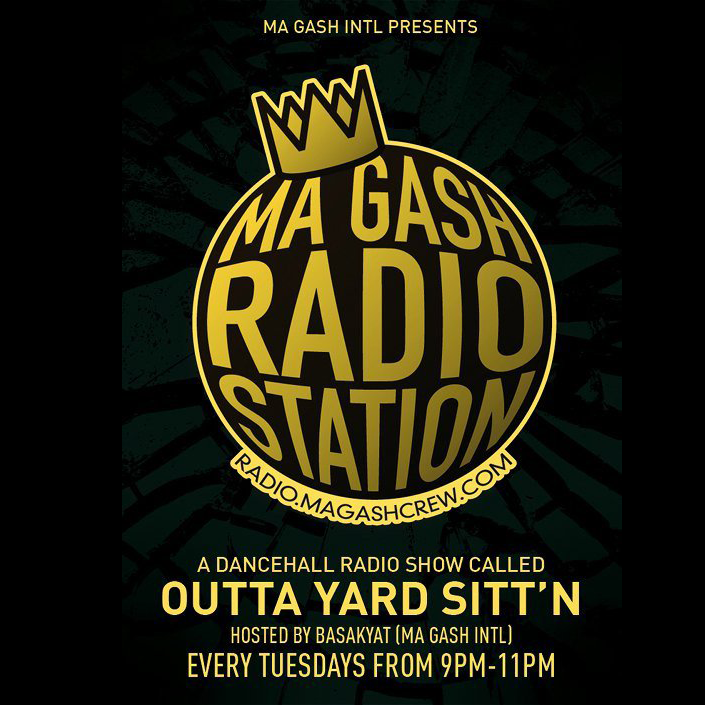 MA GASH INTL PRESENTS
MA GASH
RADIO
STATION
RADIO.MAGASHCREW.COM
A DANCEHALL RADIO SHOW CALLED
OUTTA YARD SITT'N
HOSTED BY BASAKYAT (MA GASH INTL)
EVERY TUESDAYS FROM 9PM-11PM